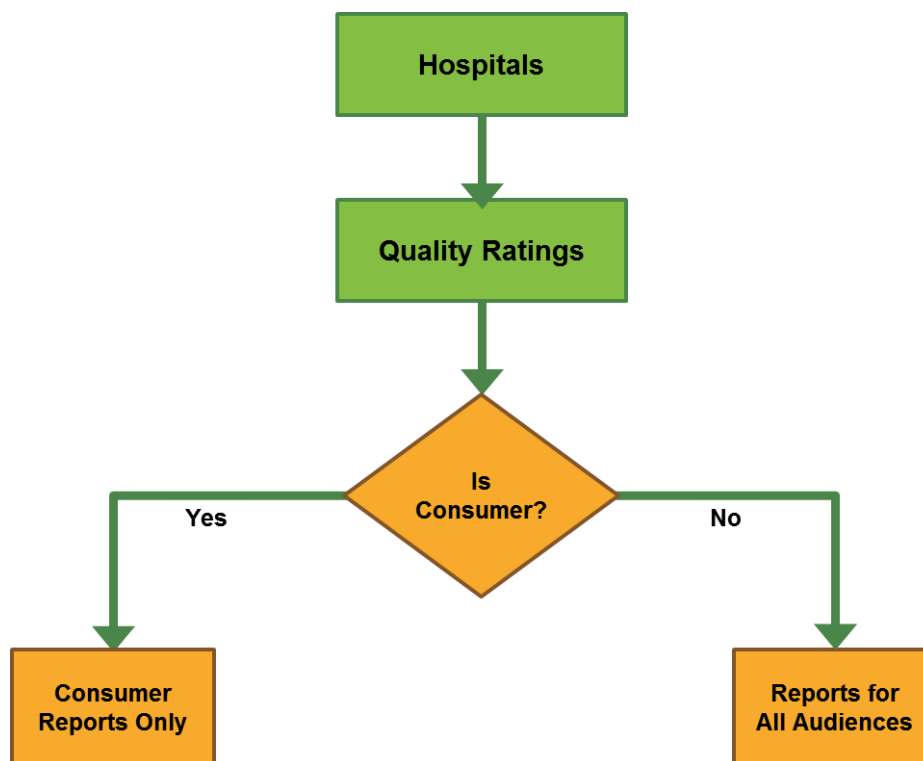 Hospitals
Quality Ratings
Is
Consumer?
Yes
No
Consumer
Reports Only
Reports for
All Audiences